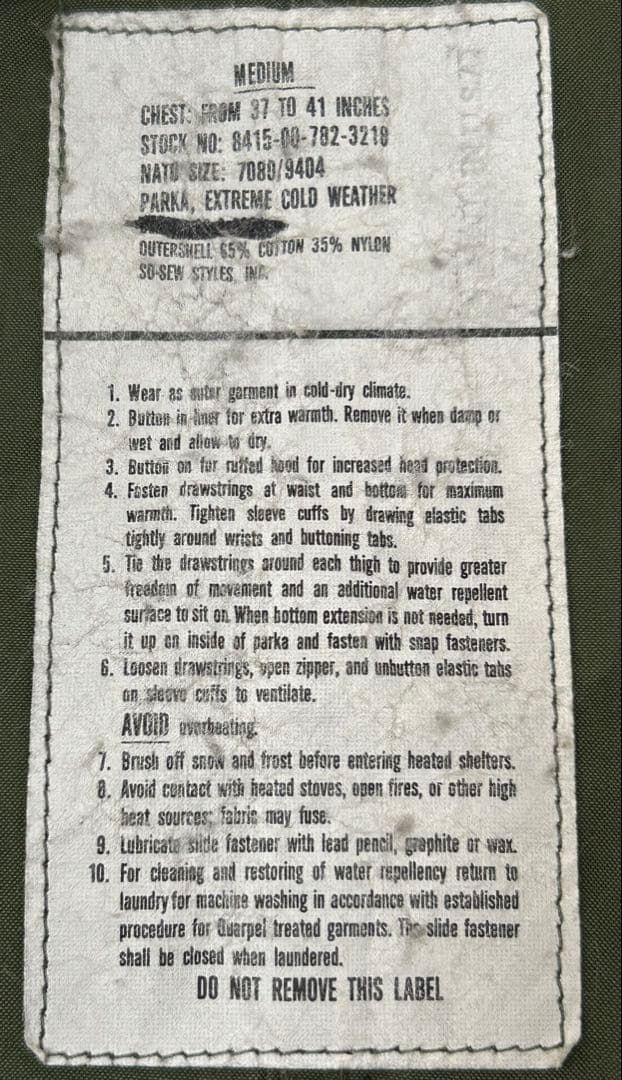 MEDIUM
CHEST: FROM 37 TO 41 INCHES
STOCK NO: 8415-00-782-3218
NATO SIZE: 7080/9404
PARKA, EXTREME COLD WEATHER
OUTERSHELL 65% COTTON 35% NYLON
SO-SEW STYLES, INC.
1. Wear as outer garment in cold-dry climate.
2. Button in liner for extra warmth. Remove it when damp or
wet and allow to dry.
3. Button on fur ruffed hood for increased head protection.
4. Fasten drawstrings at waist and bottom for maximum
warmth. Tighten sleeve cuffs by drawing elastic tabs
tightly around wrists and buttoning tabs.
5. Tie the drawstrings around each thigh to provide greater
freedom of movement and an additional water repellent
surface to sit on. When bottom extension is not needed, turn
it up on inside of parka and fasten with snap fasteners.
6. Loosen drawstrings, open zipper, and unbutton elastic tabs
on sleeve cuffs to ventilate.
AVOID overheating.
7. Brush off snow and frost before entering heated shelters.
8. Avoid contact with heated stoves, open fires, or other high
heat sources; fabric may fuse.
9. Lubricate slide fastener with lead pencil, graphite or wax.
10. For cleaning and restoring of water repellency return to
laundry for machine washing in accordance with established
procedure for Quarpel treated garments. The slide fastener
shall be closed when laundered.
DO NOT REMOVE THIS LABEL